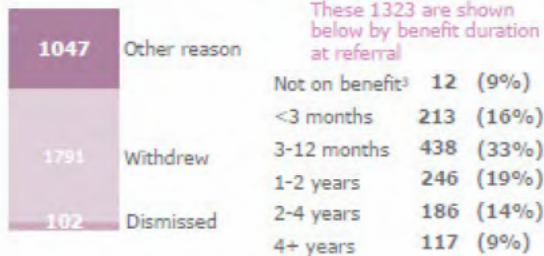 These 1323 are shown
below by benefit duration
at referral
1047 Other reason
1791 Withdrew
102 Dismissed
Not on benefit³ 12 (9%)
<3 months 213 (16%)
3-12 months 438 (33%)
1-2 years 246 (19%)
2-4 years 186 (14%)
4+ years 117 (9%)